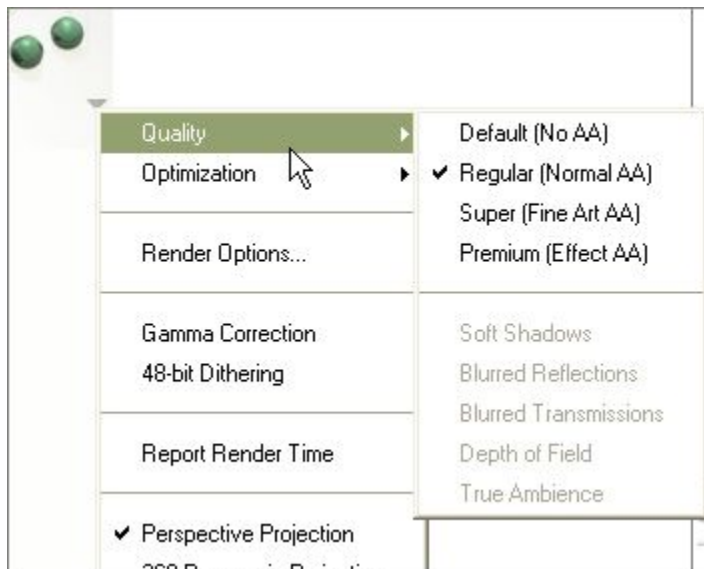 Quality
Optimization
Render Options...
Gamma Correction
48-bit Dithering
Report Render Time
Perspective Projection
Default (No AA)
Regular (Normal AA)
Super (Fine Art AA)
Premium (Effect AA)
Soft Shadows
Blurred Reflections
Blurred Transmissions
Depth of Field
True Ambience